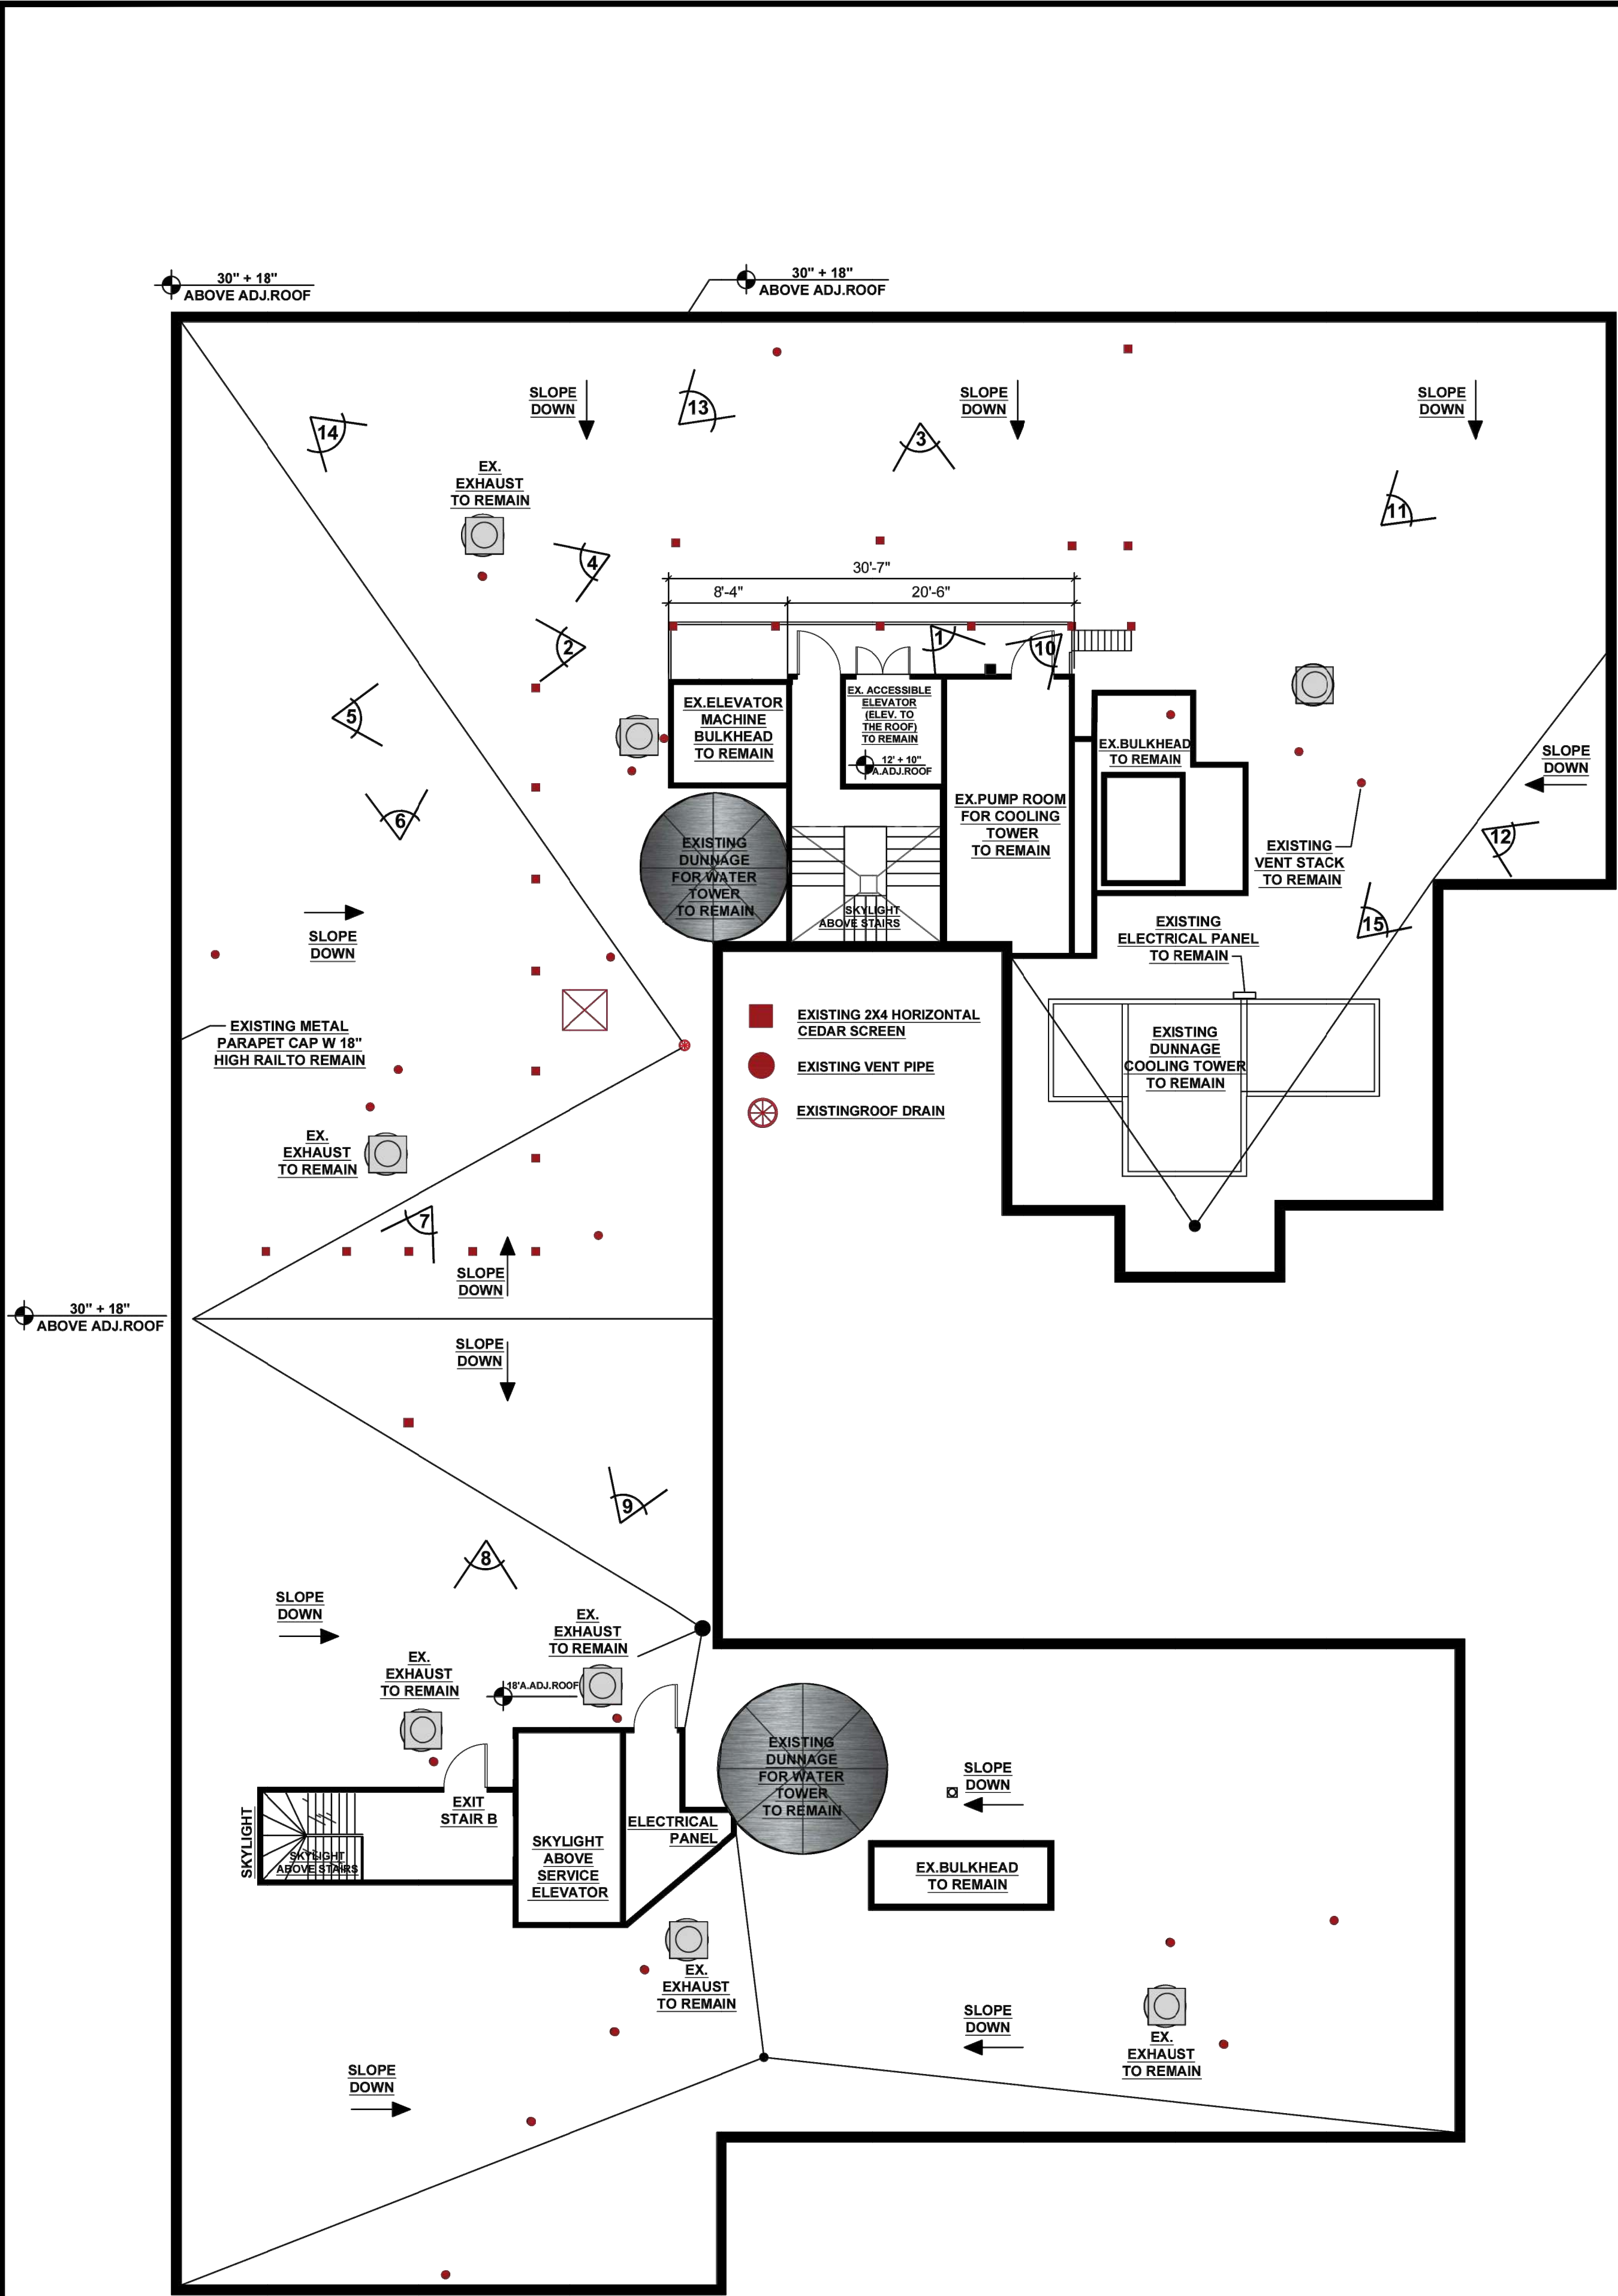 30" + 18"
ABOVE ADJ.ROOF
30" + 18"
ABOVE ADJ.ROOF
SLOPE
DOWN
SLOPE
DOWN
SLOPE
DOWN
14
13
3
11
EX.
EXHAUST
TO REMAIN
4
2
5
6
30'-7"
8'-4"
20'-6"
1
10
EX.ELEVATOR
MACHINE
BULKHEAD
TO REMAIN
EX. ACCESSIBLE
ELEVATOR
(ELEV. TO
THE ROOF)
TO REMAIN
12' + 10"
A.ADJ.ROOF
EX.PUMP ROOM
FOR COOLING
TOWER
TO REMAIN
EX.BULKHEAD
TO REMAIN
SLOPE
DOWN
12
EXISTING
VENT STACK
TO REMAIN
15
EXISTING
DUNNAGE
FOR WATER
TOWER
TO REMAIN
SKYLIGHT
ABOVE STAIRS
EXISTING
ELECTRICAL PANEL
TO REMAIN
SLOPE
DOWN
EXISTING METAL
PARAPET CAP W 18"
HIGH RAILTO REMAIN
EXISTING 2X4 HORIZONTAL
CEDAR SCREEN
EXISTING VENT PIPE
EXISTINGROOF DRAIN
EXISTING
DUNNAGE
COOLING TOWER
TO REMAIN
EX.
EXHAUST
TO REMAIN
7
SLOPE
DOWN
30" + 18"
ABOVE ADJ.ROOF
SLOPE
DOWN
9
8
SLOPE
DOWN
EX.
EXHAUST
TO REMAIN
EX.
EXHAUST
TO REMAIN
18'A.ADJ.ROOF
EXISTING
DUNNAGE
FOR WATER
TOWER
TO REMAIN
SLOPE
DOWN
SKYLIGHT
SKYLIGHT
ABOVE STAIRS
EXIT
STAIR B
SKYLIGHT
ABOVE
SERVICE
ELEVATOR
ELECTRICAL
PANEL
EX.BULKHEAD
TO REMAIN
EX.
EXHAUST
TO REMAIN
SLOPE
DOWN
EX.
EXHAUST
TO REMAIN
SLOPE
DOWN